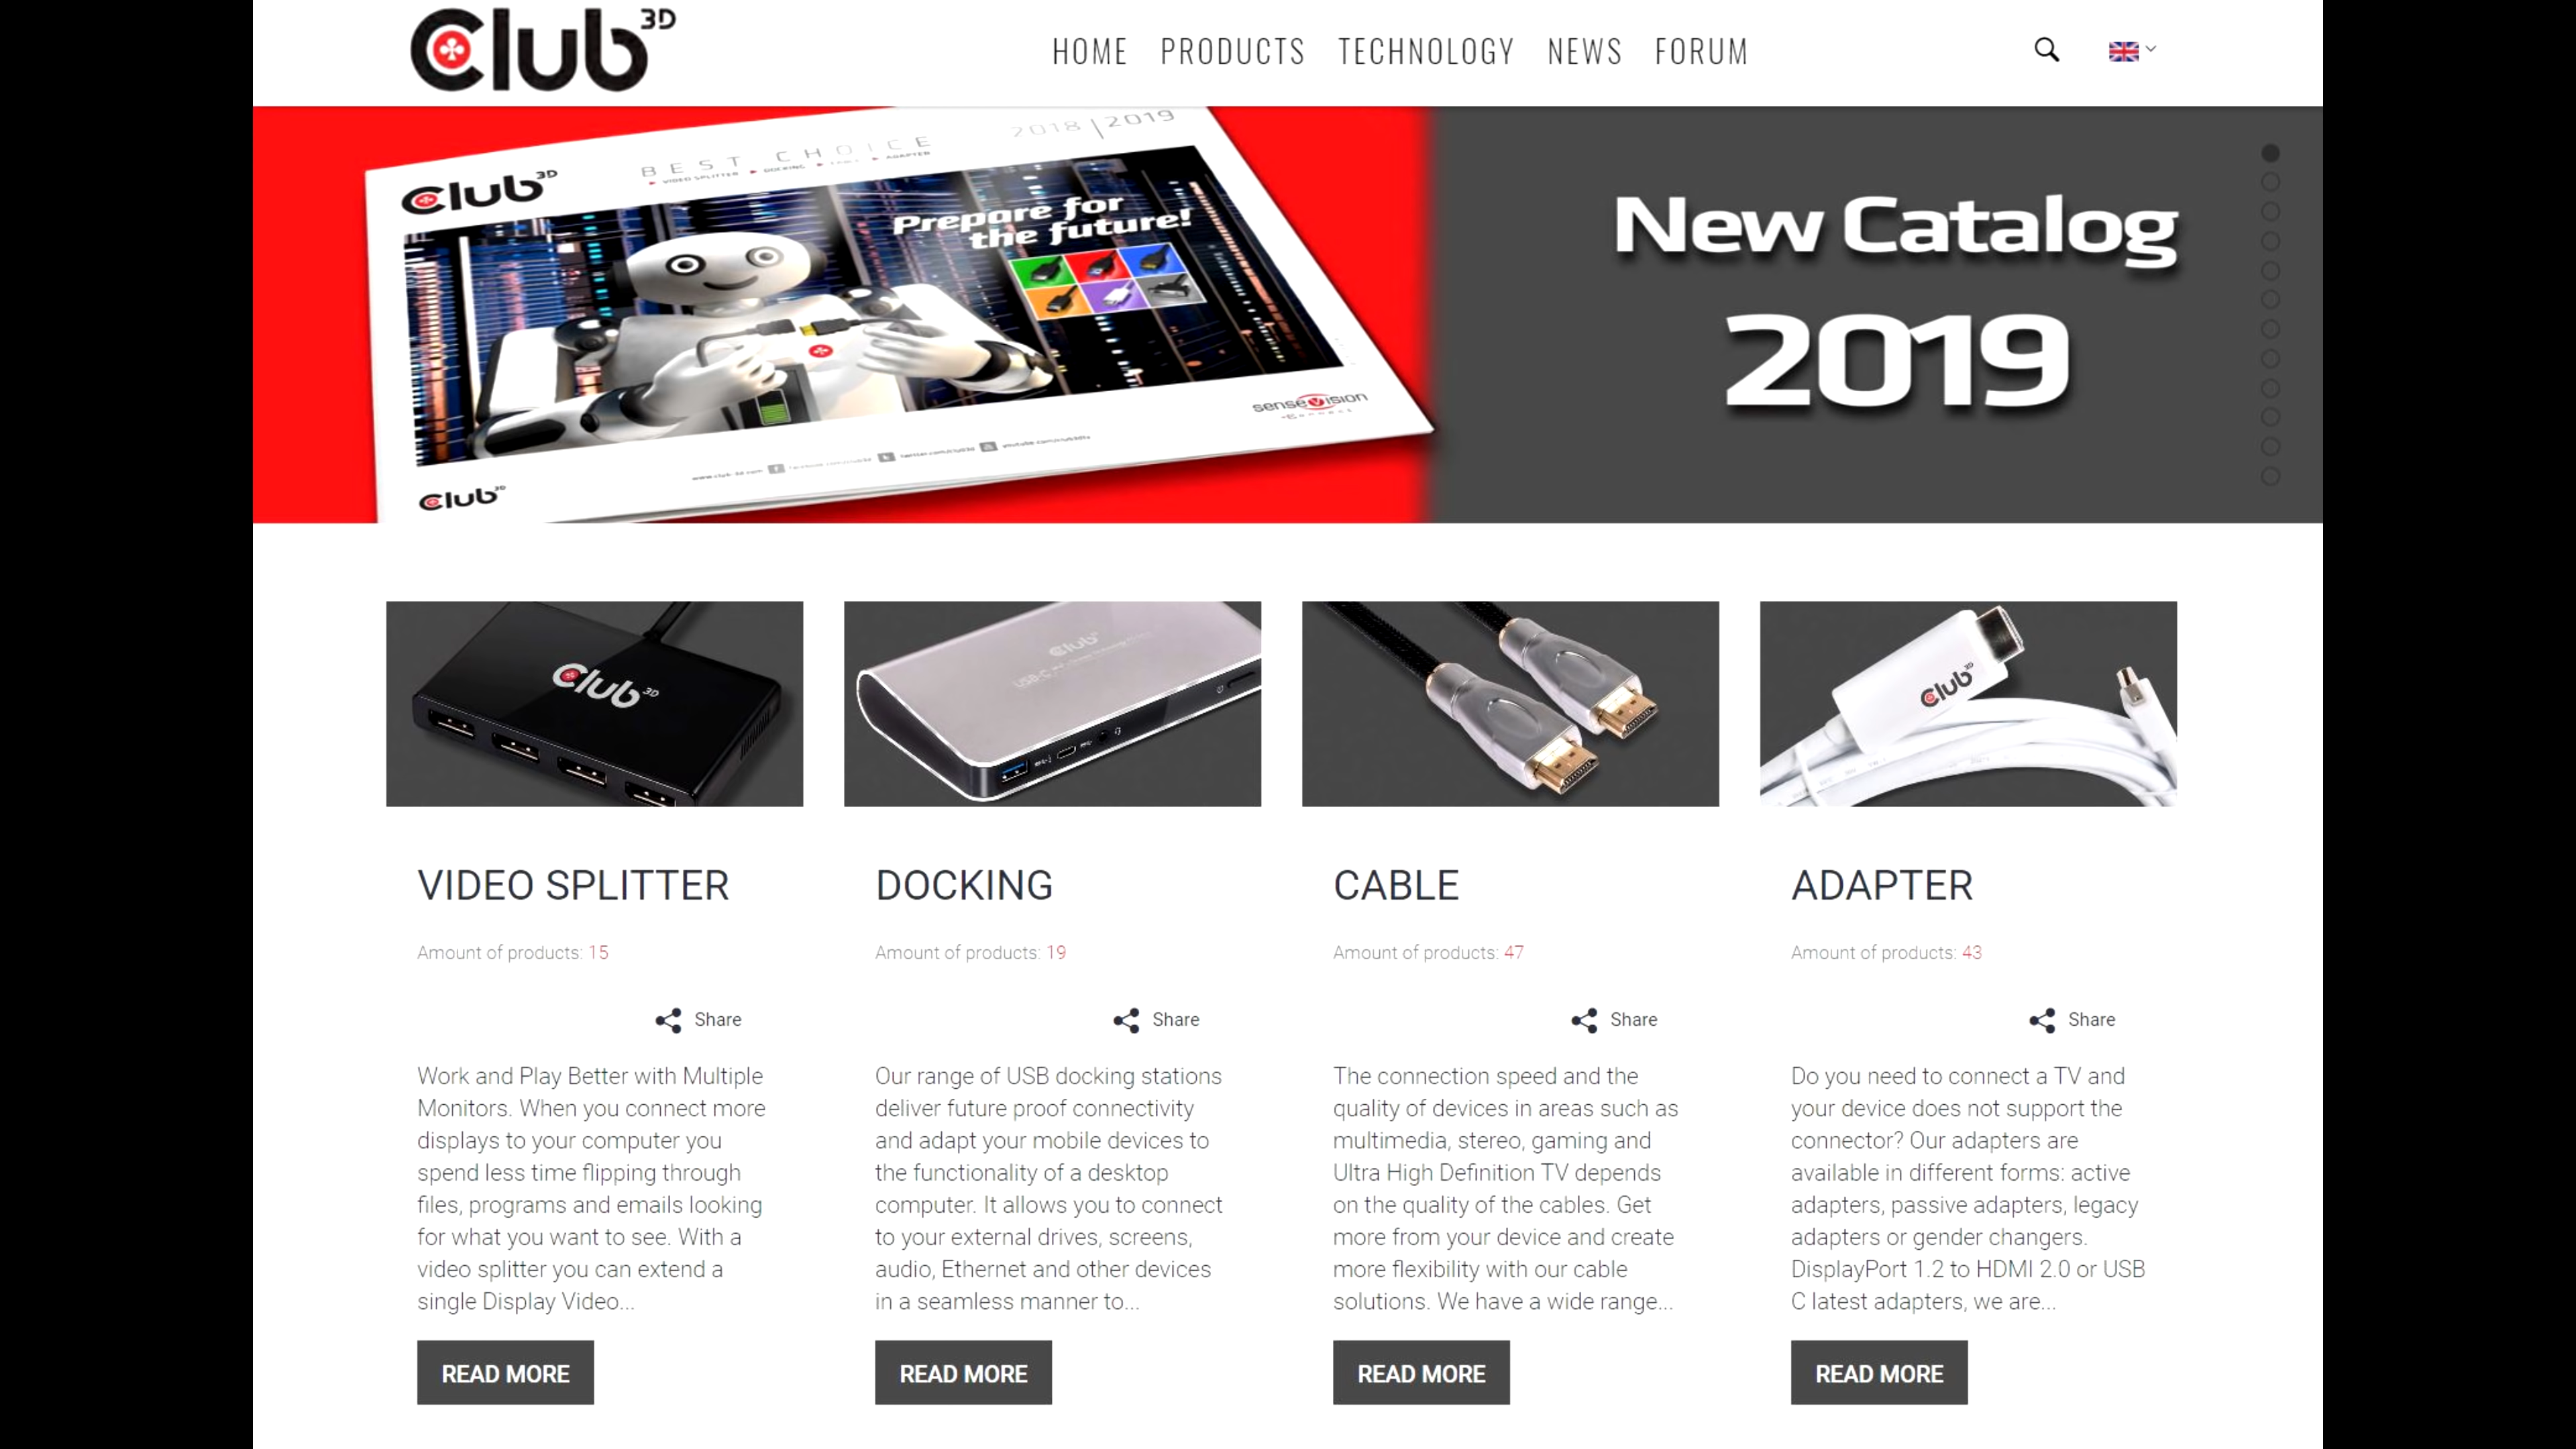 Club 3D
HOME PRODUCTS TECHNOLOGY NEWS FORUM
2018 | 2019
BEST CHOICE
VIDEO SPLITTER DOCKING ADAPTER
Club 3D
Prepare for
the future!
New Catalog
2019
senseVision
Club 3D
Club 3D
Club
USB-C
Club 3D
VIDEO SPLITTER
Amount of products: 15
Share
Work and Play Better with Multiple
Monitors. When you connect more
displays to your computer you
spend less time flipping through
files, programs and emails looking
for what you want to see. With a
video splitter you can extend a
single Display Video...
READ MORE
DOCKING
Amount of products: 19
Share
Our range of USB docking stations
deliver future proof connectivity
and adapt your mobile devices to
the functionality of a desktop
computer. It allows you to connect
to your external drives, screens,
audio, Ethernet and other devices
in a seamless manner to...
READ MORE
CABLE
Amount of products: 47
Share
The connection speed and the
quality of devices in areas such as
multimedia, stereo, gaming and
Ultra High Definition TV depends
on the quality of the cables. Get
more from your device and create
more flexibility with our cable
solutions. We have a wide range...
READ MORE
ADAPTER
Amount of products: 43
Share
Do you need to connect a TV and
your device does not support the
connector? Our adapters are
available in different forms: active
adapters, passive adapters, legacy
adapters or gender changers.
DisplayPort 1.2 to HDMI 2.0 or USB
C latest adapters, we are...
READ MORE